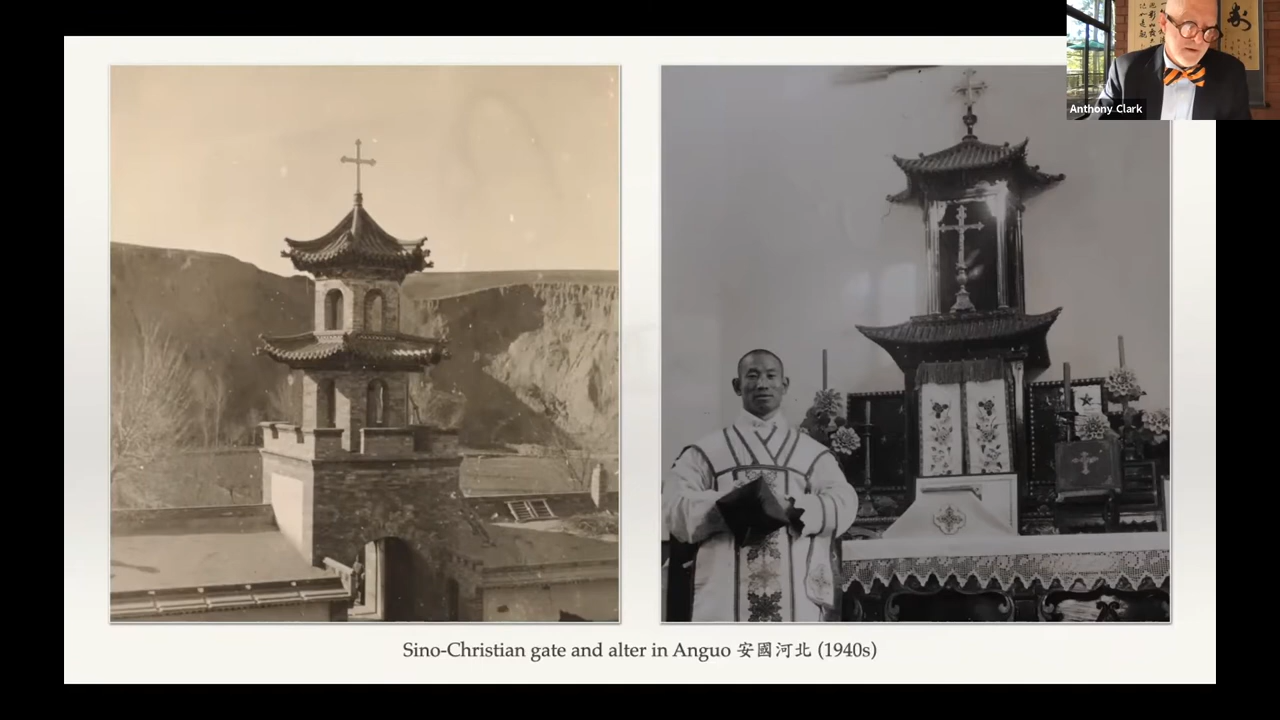 Anthony Clark
Sino-Christian gate and alter in Anguo 安國河北 (1940s)